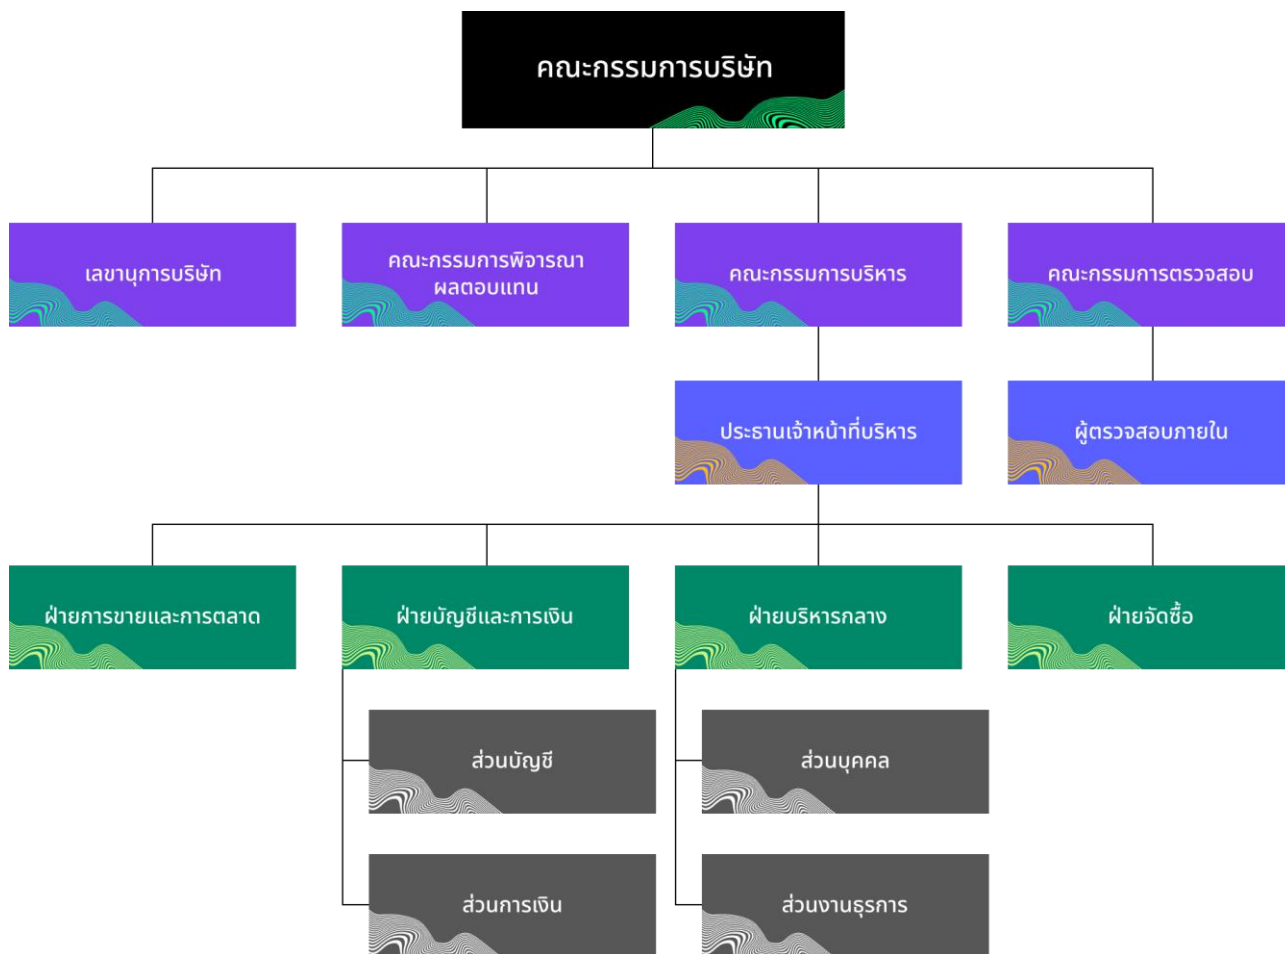 คณะกรรมการบริษัท
เลขานุการบริษัท
คณะกรรมการพิจารณา
ผลตอบแทน
คณะกรรมการบริหาร
คณะกรรมการตรวจสอบ
ประธานเจ้าหน้าที่บริหาร
ผู้ตรวจสอบภายใน
ฝ่ายการขายและการตลาด
ฝ่ายบัญชีและการเงิน
ฝ่ายบริหารกลาง
ฝ่ายจัดซื้อ
ส่วนบัญชี
ส่วนบุคคล
ส่วนการเงิน
ส่วนงานธุรการ